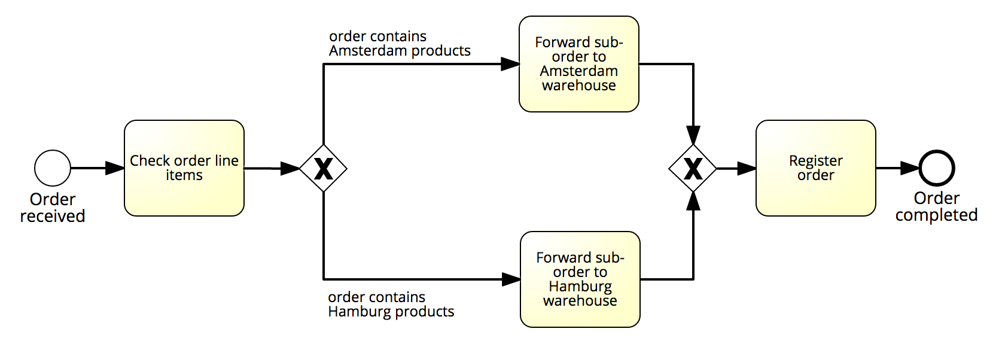 order contains
Amsterdam products
Forward sub-
order to
Amsterdam
warehouse
Order
received
Check order line
items
X
X
Register
order
Order
completed
order contains
Hamburg products
Forward sub-
order to
Hamburg
warehouse